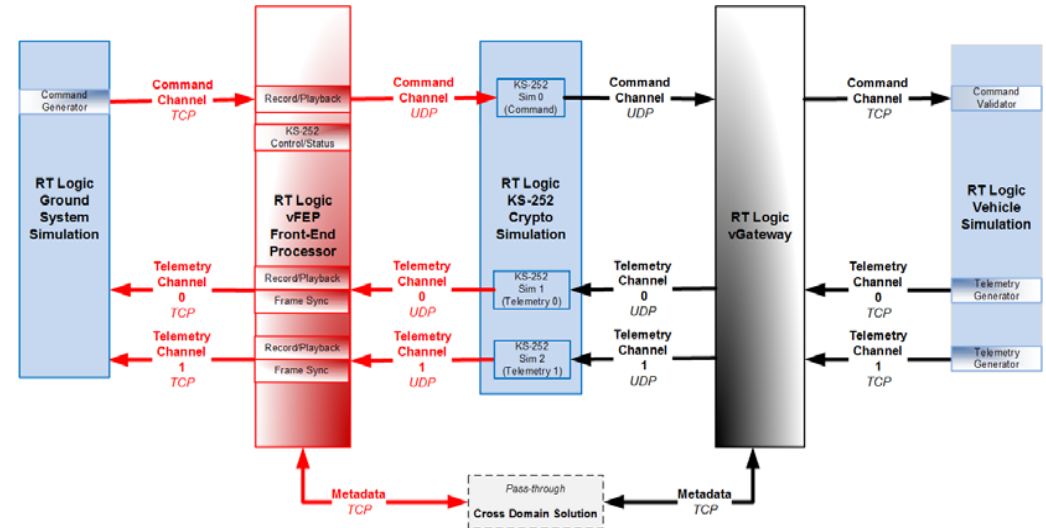 Command
Generator
RT Logic
Ground
System
Simulation
Command
Channel
TCP
Telemetry
Channel
0
TCP
Telemetry
Channel
1
TCP
Record/Playback
KS-252
Control/Status
RT Logic
vFEP
Front-End
Processor
Record/Playback
Frame Sync
Record/Playback
Frame Sync
Command
Channel
UDP
Telemetry
Channel
0
UDP
Telemetry
Channel
1
UDP
KS-252
Sim 0
(Command)
RT Logic
KS-252
Crypto
Simulation
KS-252
Sim 1
(Telemetry 0)
KS-252
Sim 2
(Telemetry 1)
Command
Channel
UDP
Telemetry
Channel
0
UDP
Telemetry
Channel
1
UDP
RT Logic
vGateway
Command
Channel
TCP
Telemetry
Channel
0
TCP
Telemetry
Channel
1
TCP
Command
Validator
RT Logic
Vehicle
Simulation
Telemetry
Generator
Telemetry
Generator
Metadata
TCP
Pass-through
Cross Domain Solution
Metadata
TCP